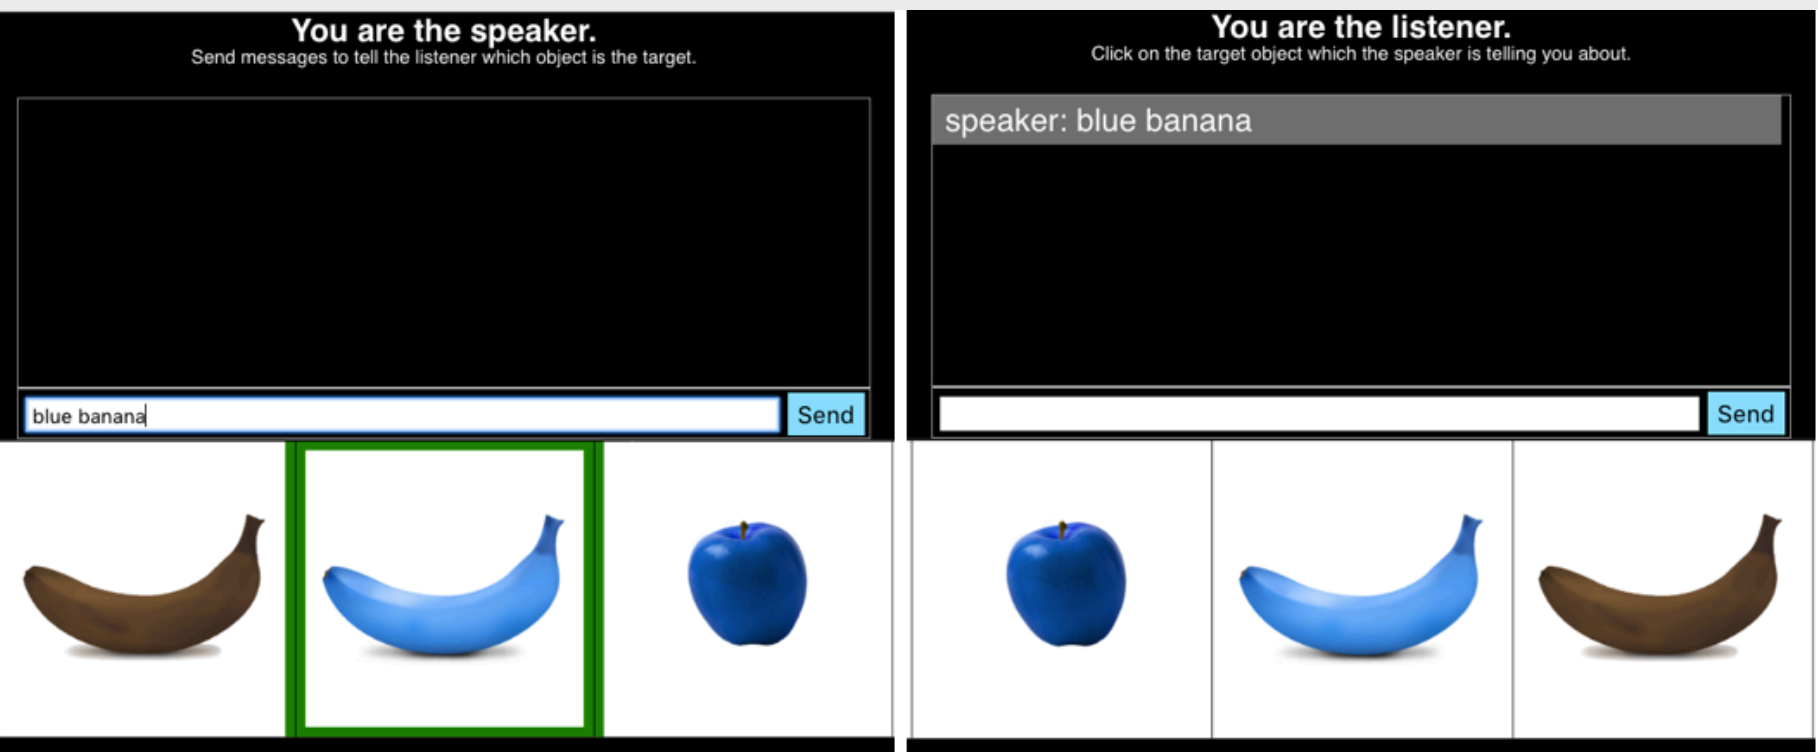 You are the speaker.
Send messages to tell the listener which object is the target.
blue banana
Send
You are the listener.
Click on the target object which the speaker is telling you about.
speaker: blue banana
Send